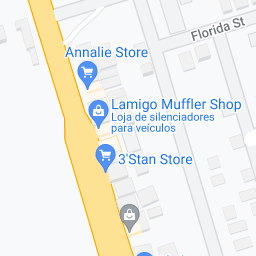 Florida St
Annalie Store
Lamigo Muffler Shop
Loja de silenciadores
para veículos
3'Stan Store